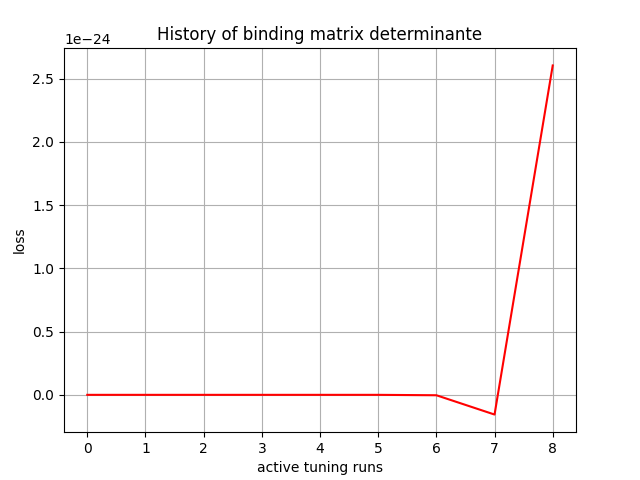 History of binding matrix determinante
1e−24
2.5
2.0
1.5
1.0
0.5
0.0
loss
0 1 2 3 4 5 6 7 8
active tuning runs